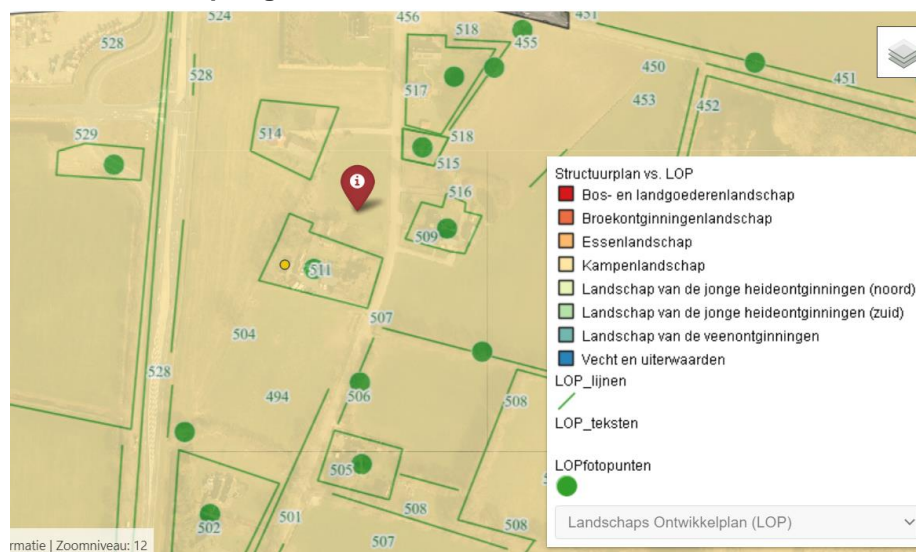 524
456
451
528
518
455
528
450
451
517
453
452
529
514
518
515
516
509
511
507
504
528
494
506
508
505
502
501
508
508
507
Structuurplan vs. LOP
Bos- en landgoederenlandschap
Broekontginningenlandschap
Essenlandschap
Kampenlandschap
Landschap van de jonge heideontginningen (noord)
Landschap van de jonge heideontginningen (zuid)
Landschap van de veenontginningen
Vecht en uiterwaarden
LOP_lijnen
LOP_teksten
LOPfotopunten
Landschaps Ontwikkelplan (LOP)
rmatie | Zoomniveau: 12